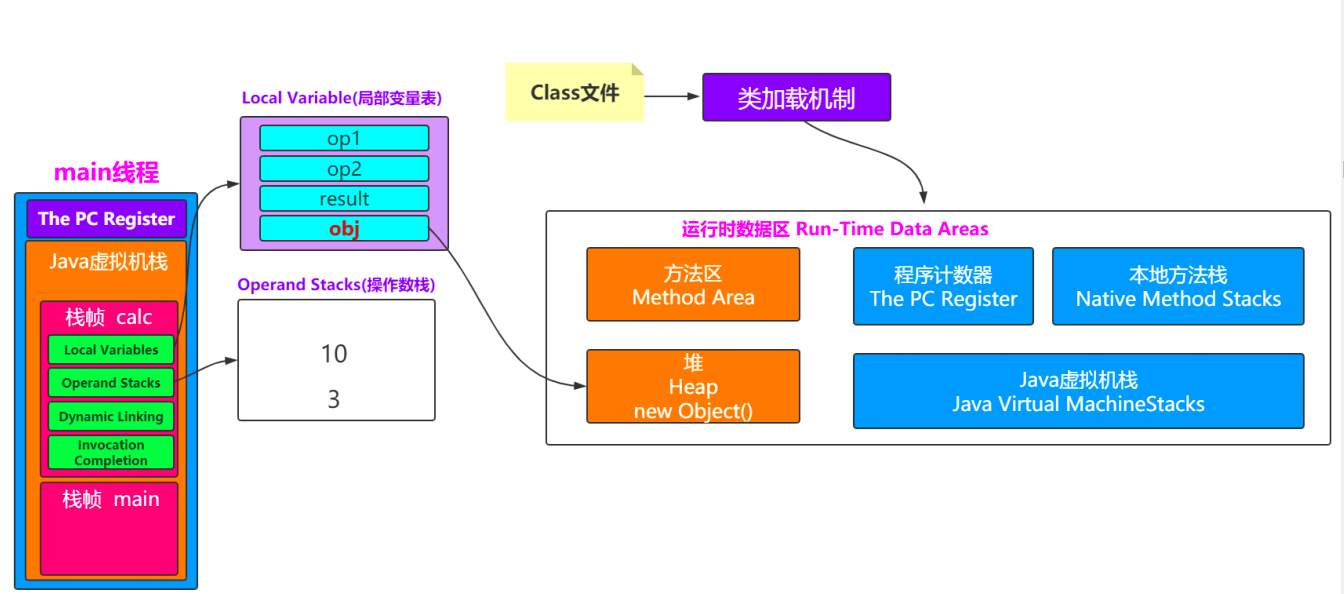 Class文件
类加载机制
Local Variable(局部变量表)
op1
op2
result
obj
main线程
The PC Register
Java虚拟机栈
栈帧 calc
Local Variables
Operand Stacks
Dynamic Linking
Invocation
Completion
栈帧 main
Operand Stacks(操作数栈)
10
3
运行时数据区 Run-Time Data Areas
方法区
Method Area
程序计数器
The PC Register
本地方法栈
Native Method Stacks
堆
Heap
new Object()
Java虚拟机栈
Java Virtual MachineStacks